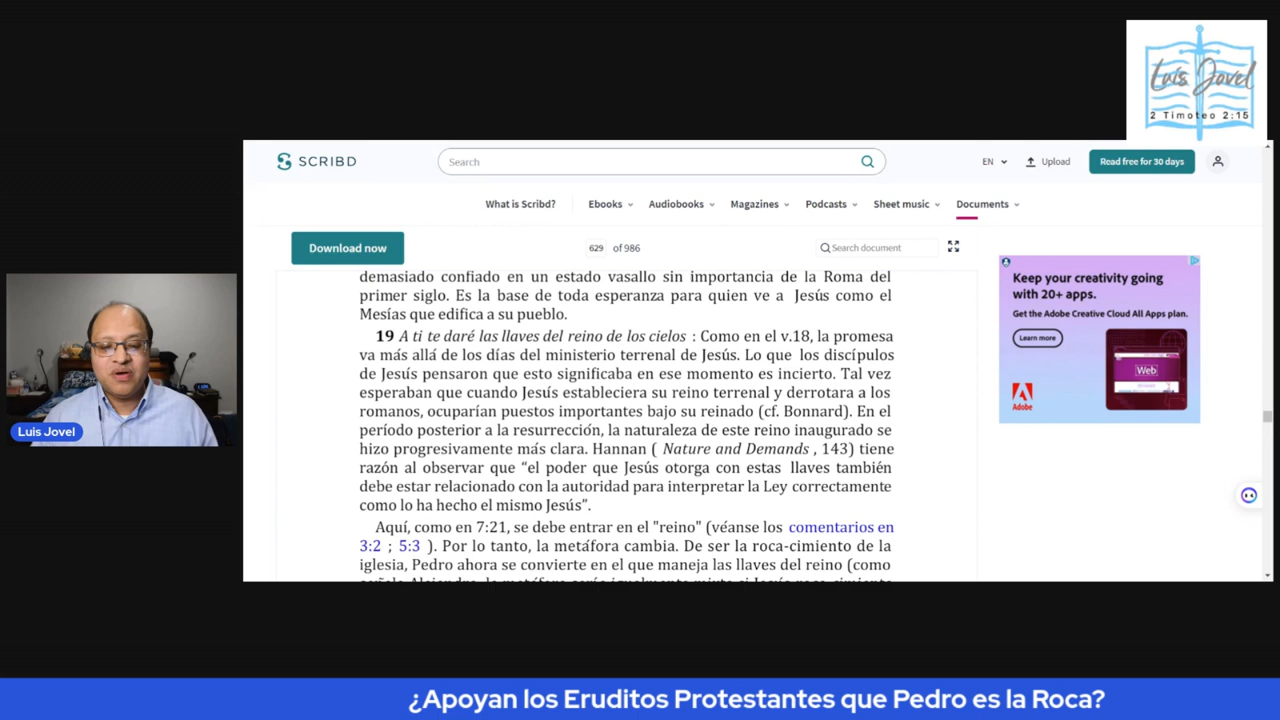 Luis Jovel
2 Timoteo 2:15
SCRIBD
Search
EN
Upload
Read free for 30 days
What is Scribd?
Ebooks
Audiobooks
Magazines
Podcasts
Sheet music
Documents
Download now
629 of 986
Search document
demasiado confiado en un estado vasallo sin importancia de la Roma del
primer siglo. Es la base de toda esperanza para quien ve a Jesús como el
Mesías que edifica a su pueblo.
19 A ti te daré las llaves del reino de los cielos : Como en el v.18, la promesa
va más allá de los días del ministerio terrenal de Jesús. Lo que los discípulos
de Jesús pensaron que esto significaba en ese momento es incierto. Tal vez
esperaban que cuando Jesús estableciera su reino terrenal y derrotara a los
romanos, ocuparían puestos importantes bajo su reinado (cf. Bonnard). En el
período posterior a la resurrección, la naturaleza de este reino inaugurado se
hizo progresivamente más clara. Hannan ( Nature and Demands , 143) tiene
razón al observar que “el poder que Jesús otorga con estas llaves también
debe estar relacionado con la autoridad para interpretar la Ley correctamente
como lo ha hecho el mismo Jesús”.
Aquí, como en 7:21, se debe entrar en el "reino" (véanse los comentarios en
3:2 ; 5:3 ). Por lo tanto, la metáfora cambia. De ser la roca-cimiento de la
iglesia, Pedro ahora se convierte en el que maneja las llaves del reino (como
Keep your creativity going
with 20+ apps.
Get the Adobe Creative Cloud All Apps plan.
Learn more
Web
Adobe
Luis Jovel
¿Apoyan los Eruditos Protestantes que Pedro es la Roca?